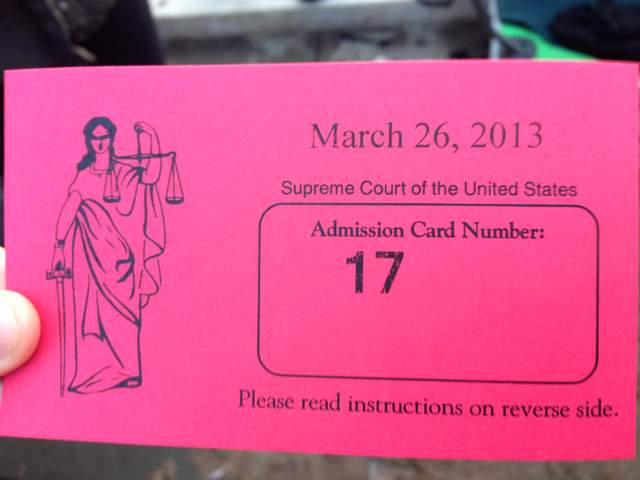 March 26, 2013
Supreme Court of the United States
Admission Card Number:
17
Please read instructions on reverse side.